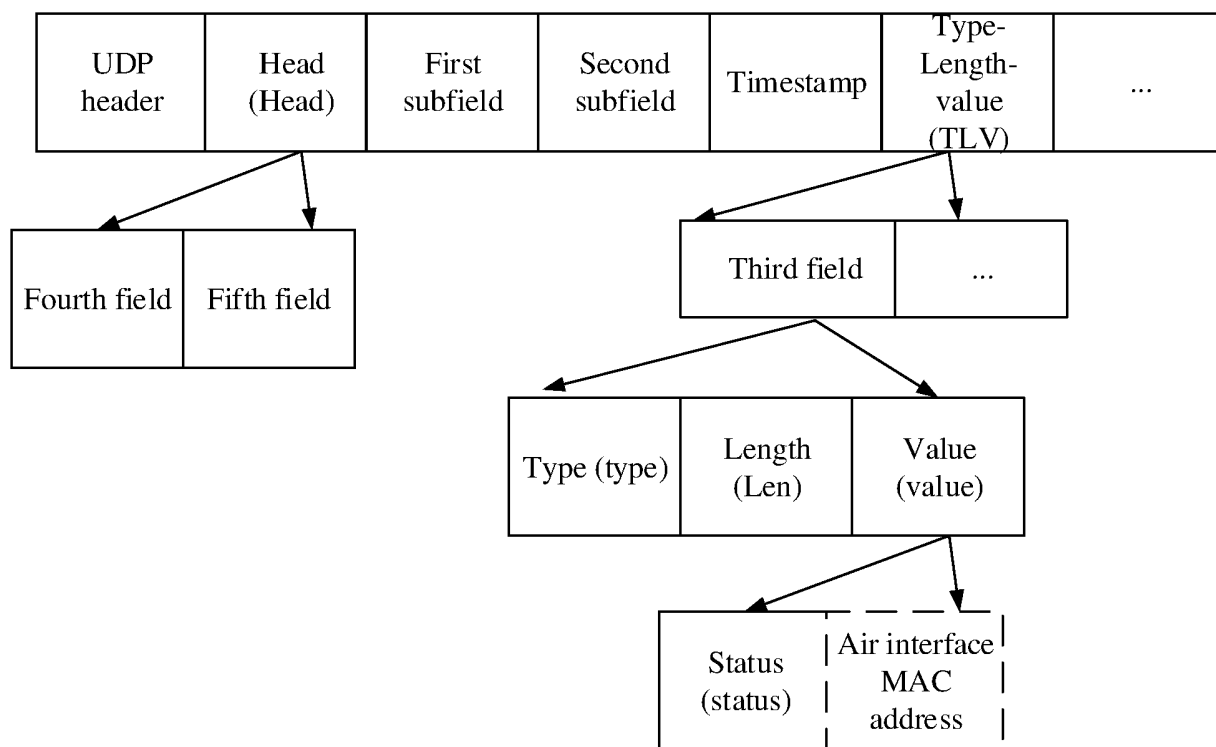 UDP
header
Head
(Head)
First
subfield
Second
subfield
Timestamp
Type-
Length-
value
(TLV)
...
Fourth field
Fifth field
Third field
...
Type (type)
Length
(Len)
Value
(value)
Status
(status)
Air interface
MAC
address